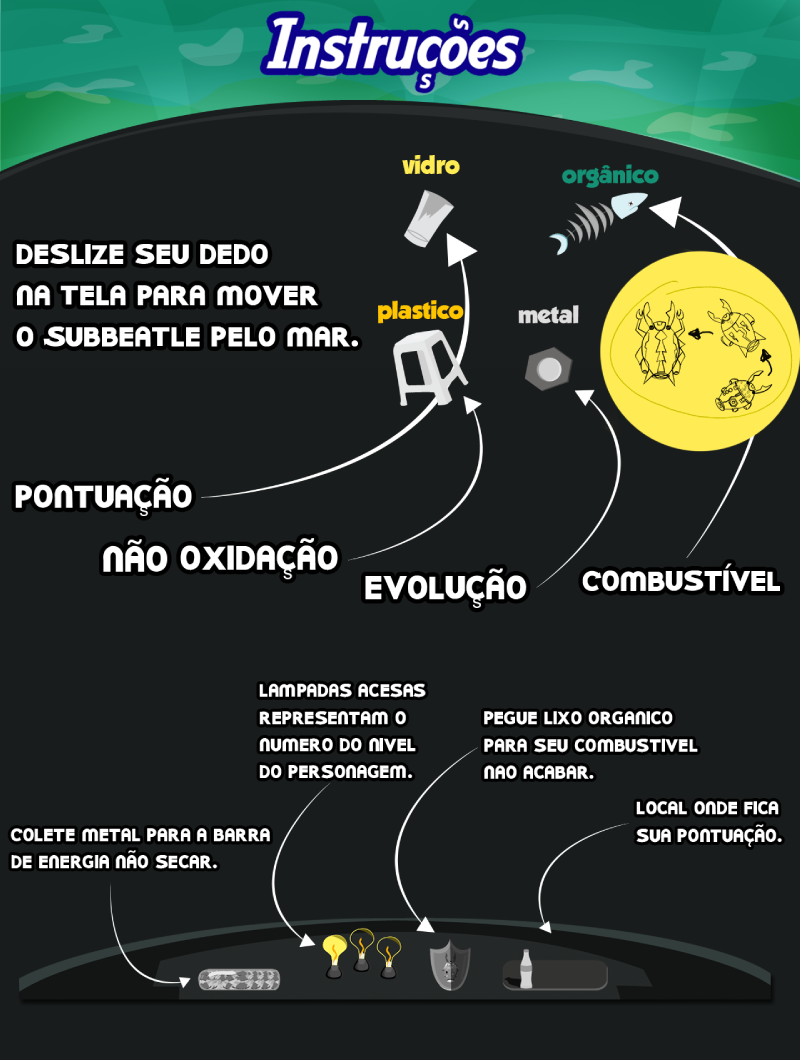 Instruções
vidro
orgânico
DESLIZE SEU DEDO
NA TELA PARA MOVER
O SUBBEATLE PELO MAR.
plastico
metal
PONTUAÇÃO
NÃO OXIDAÇÃO
EVOLUÇÃO
COMBUSTÍVEL
LAMPADAS ACESAS
REPRESENTAM O
NUMERO DO NIVEL
DO PERSONAGEM.
PEGUE LIXO ORGANICO
PARA SEU COMBUSTIVEL
NAO ACABAR.
LOCAL ONDE FICA
SUA PONTUAÇÃO.
COLETE METAL PARA A BARRA
DE ENERGIA NÃO SECAR.